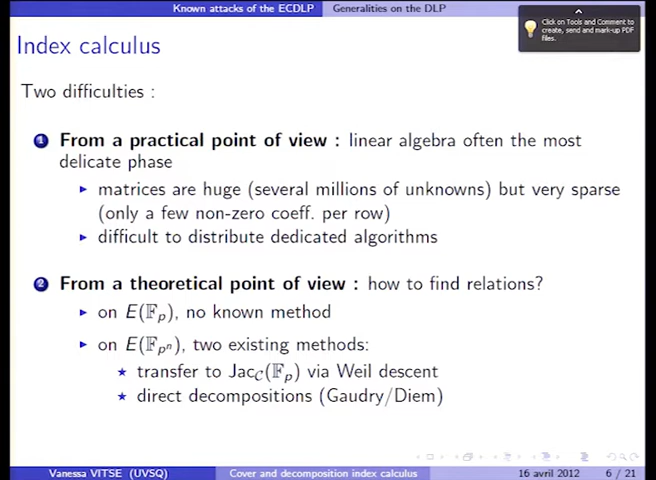 Known attacks of the ECDLP Generalities on the DLP
Click on Tools and Comment to
create, send and mark-up PDF
files.
Index calculus
Two difficulties :
1 From a practical point of view : linear algebra often the most
delicate phase
matrices are huge (several millions of unknowns) but very sparse
(only a few non-zero coeff. per row)
difficult to distribute dedicated algorithms
2 From a theoretical point of view : how to find relations?
on E(𝔽p), no known method
on E(𝔽pⁿ), two existing methods:
transfer to Jac𝒞(𝔽p) via Weil descent
direct decompositions (Gaudry/Diem)
Vanessa VITSE (UVSQ) Cover and decomposition index calculus 16 avril 2012 6 / 21